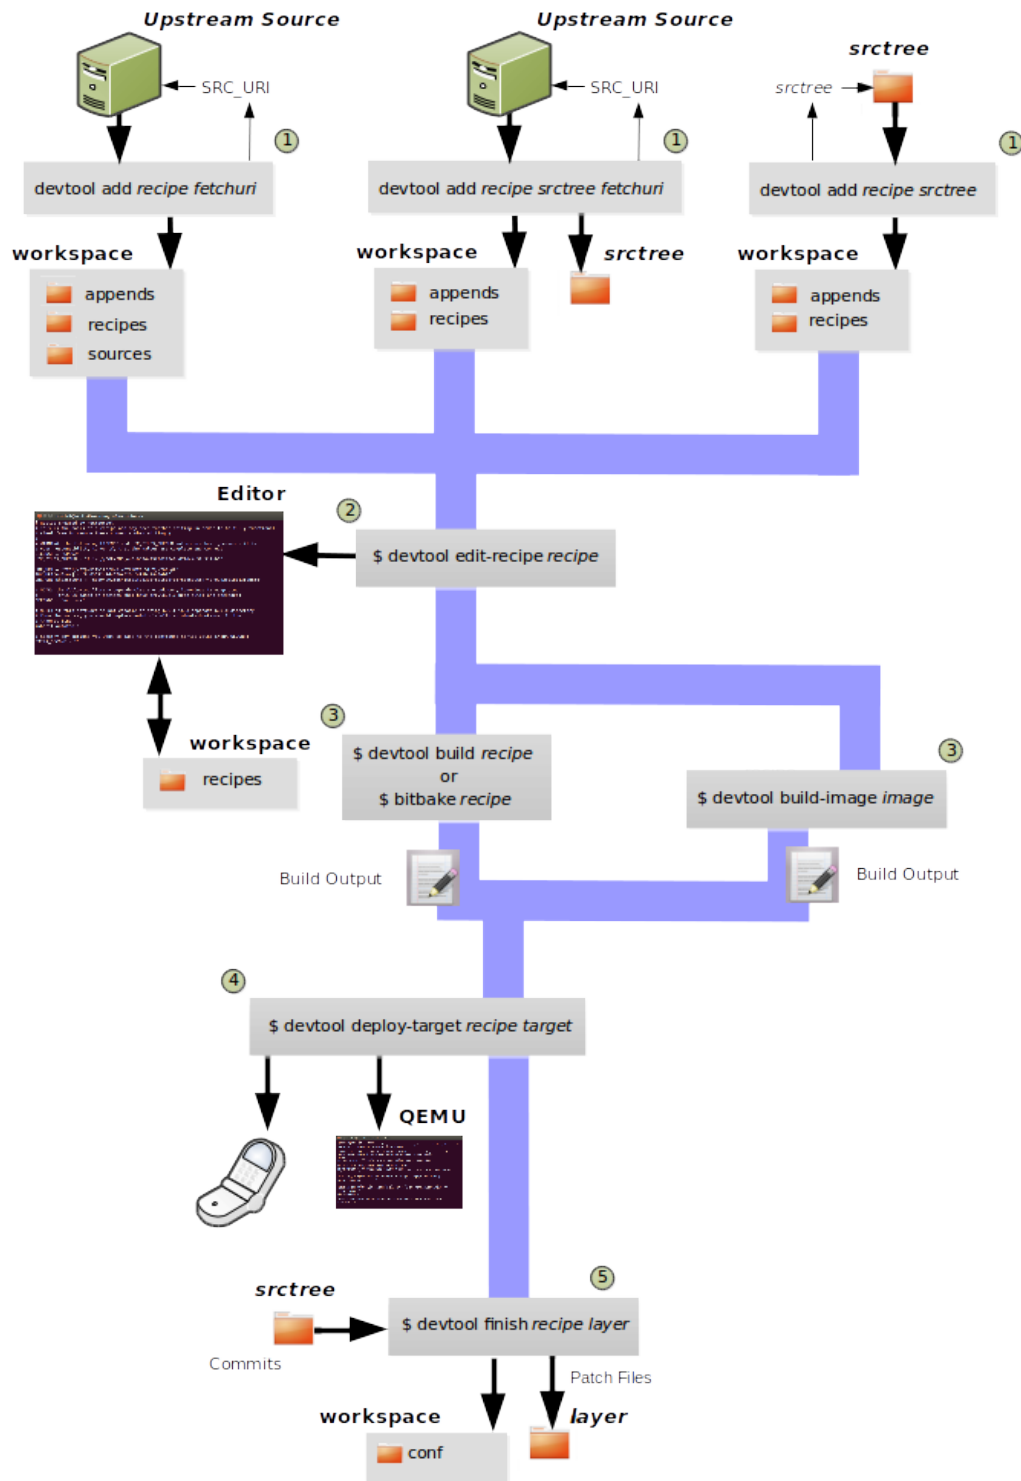 Upstream Source
Upstream Source
srctree
SRC_URI
SRC_URI
srctree
1
1
1
devtool add recipe fetchuri
devtool add recipe srctree fetchuri
devtool add recipe srctree
workspace
workspace
srctree
workspace
appends
recipes
sources
appends
recipes
appends
recipes
Editor
2
$ devtool edit-recipe recipe
3
workspace
recipes
$ devtool build recipe
or
$ bitbake recipe
3
$ devtool build-image image
Build Output
Build Output
4
$ devtool deploy-target recipe target
QEMU
5
srctree
$ devtool finish recipe layer
Commits
Patch Files
workspace
layer
conf